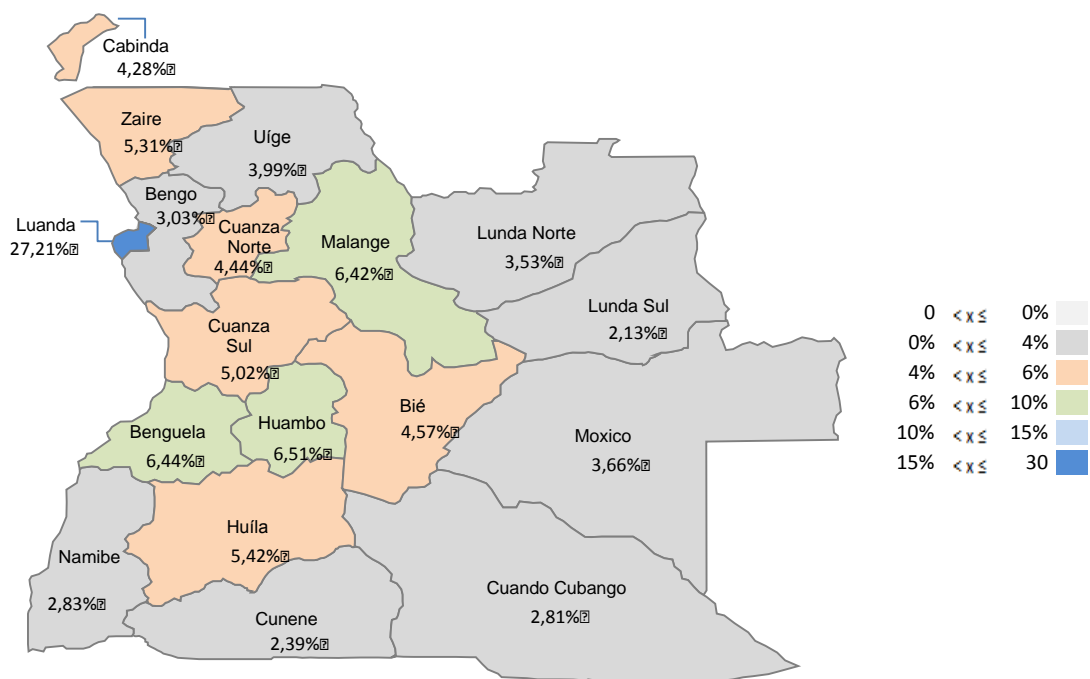 Cabinda
4,28%
Zaire
5,31%
Uíge
3,99%
Bengo
3,03%
Luanda
27,21%
Cuanza
Norte
4,44%
Malange
6,42%
Lunda Norte
3,53%
Lunda Sul
2,13%
Cuanza
Sul
5,02%
Benguela
6,44%
Huambo
6,51%
Bié
4,57%
Moxico
3,66%
Huíla
5,42%
Namibe
2,83%
Cunene
2,39%
Cuando Cubango
2,81%
0 < x ≤ 0%
0% < x ≤ 4%
4% < x ≤ 6%
6% < x ≤ 10%
10% < x ≤ 15%
15% < x ≤ 30